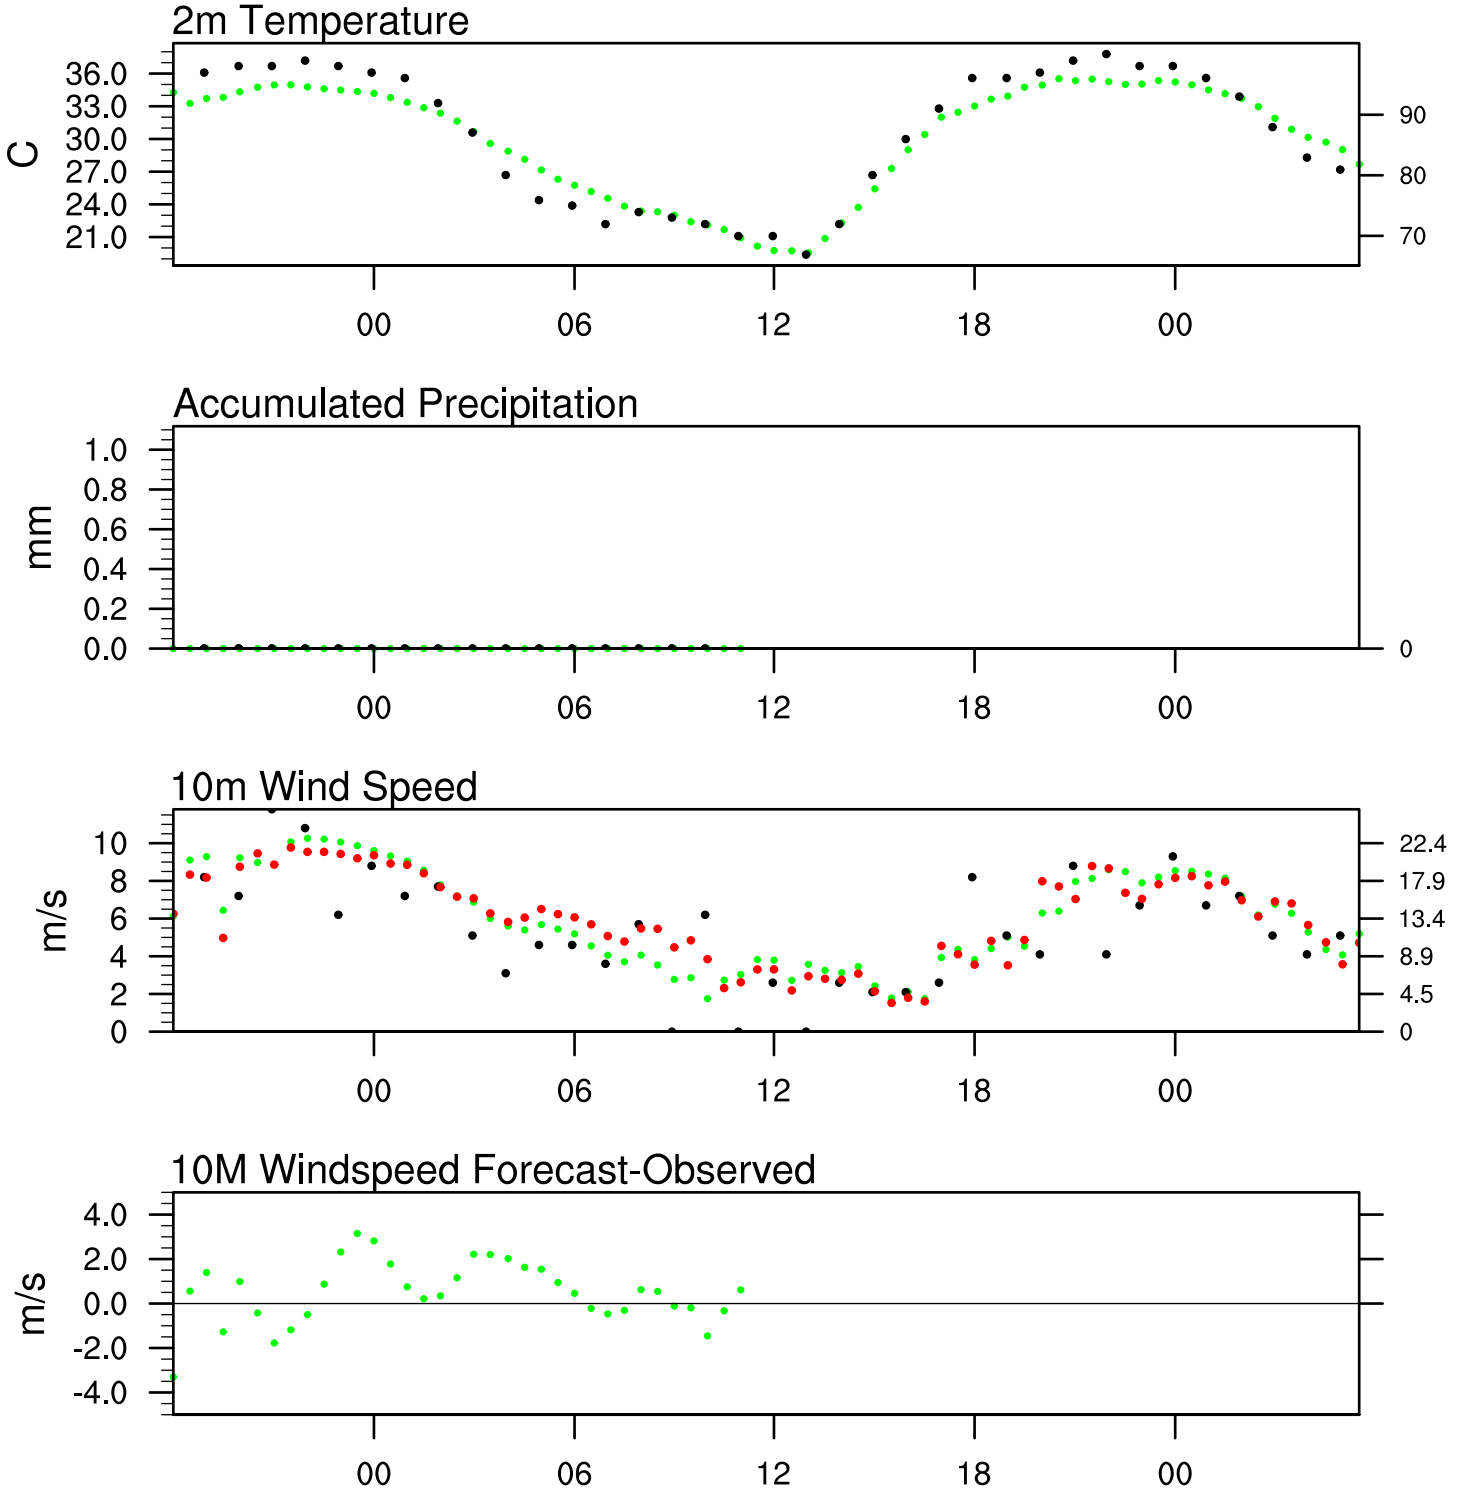 2m Temperature
36.0
33.0
30.0
27.0
24.0
21.0
C
90
80
70
00 06 12 18 00
Accumulated Precipitation
1.0
0.8
0.6
0.4
0.2
0.0
mm
0
00 06 12 18 00
10m Wind Speed
10
8
6
4
2
0
m/s
22.4
17.9
13.4
8.9
4.5
0
00 06 12 18 00
10M Windspeed Forecast-Observed
4.0
2.0
0.0
-2.0
-4.0
m/s
00 06 12 18 00